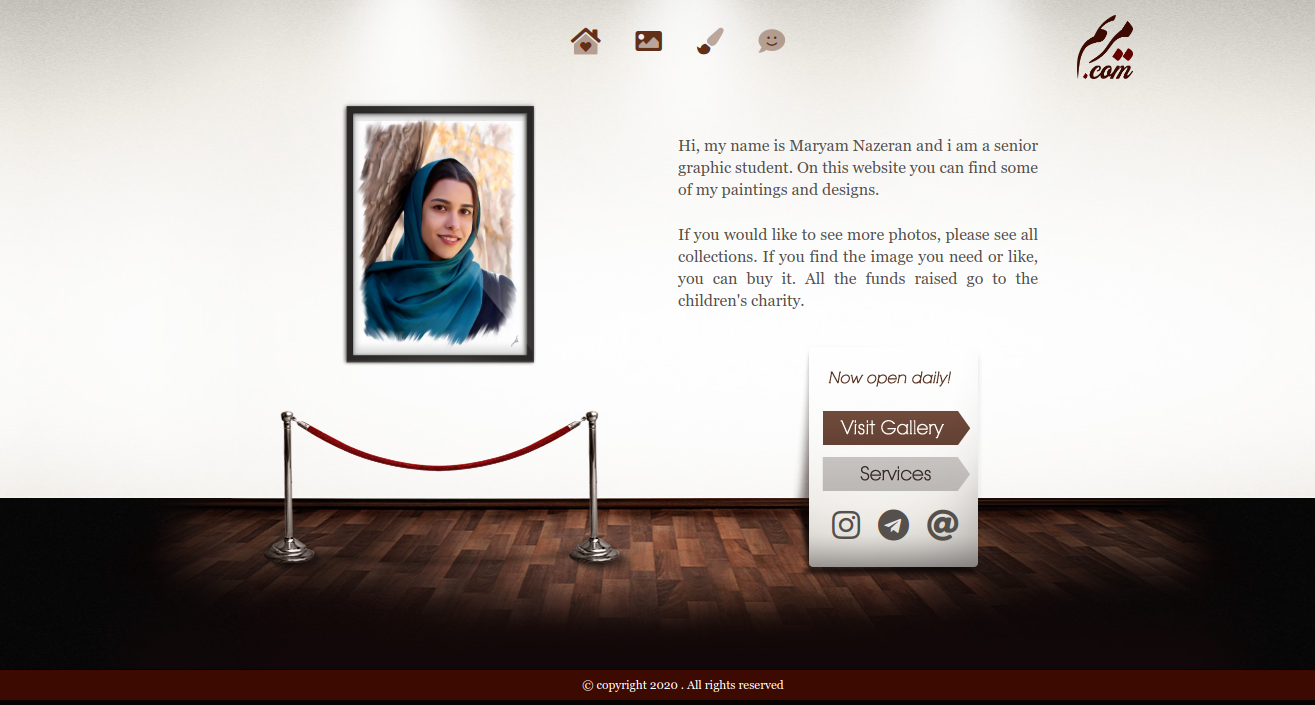 مریم
.com
Hi, my name is Maryam Nazeran and i am a senior
graphic student. On this website you can find some
of my paintings and designs.
If you would like to see more photos, please see all
collections. If you find the image you need or like,
you can buy it. All the funds raised go to the
children's charity.
Now open daily!
Visit Gallery
Services
@
© copyright 2020 . All rights reserved